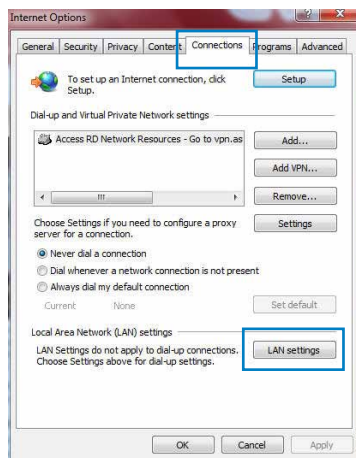 Internet Options
General Security Privacy Content Connections Programs Advanced
To set up an Internet connection, click
Setup.
Setup
Dial-up and Virtual Private Network settings
Access RD Network Resources - Go to vpn.as
Add...
Add VPN...
Remove...
Choose Settings if you need to configure a proxy
server for a connection.
Settings
Never dial a connection
Dial whenever a network connection is not present
Always dial my default connection
Current None
Set default
Local Area Network (LAN) settings
LAN Settings do not apply to dial-up connections.
Choose Settings above for dial-up settings.
LAN settings
OK Cancel Apply